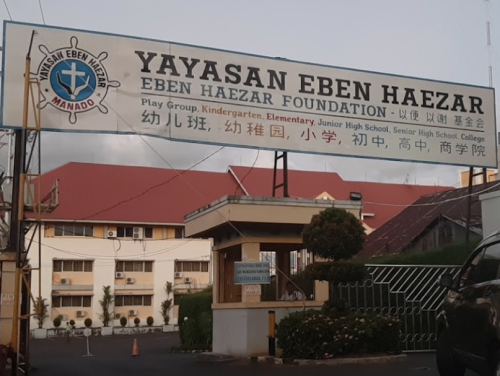 YAYASAN EBEN HAEZAR
MANADO
YAYASAN EBEN HAEZAR
EBEN HAEZAR FOUNDATION - 以便 以谢 基金会
Play Group, Kindergarten, Elementary, Junior High School, Senior High School, College
幼儿班, 幼稚园, 小学, 初中, 高中, 商学院